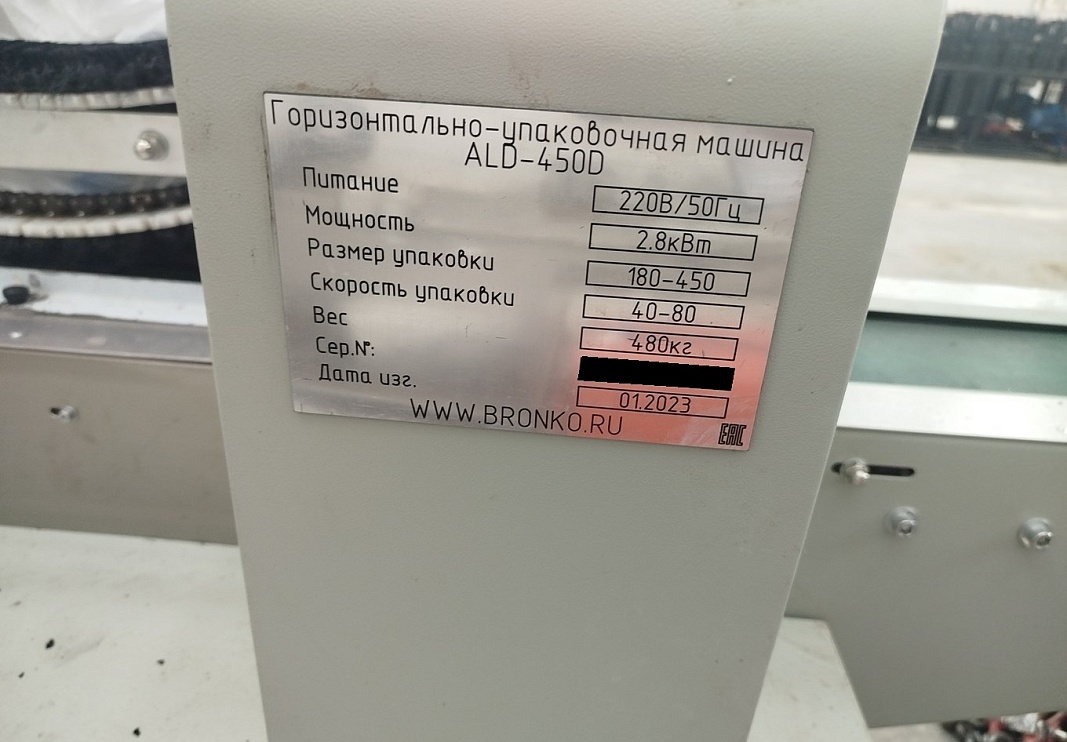 Горизонтально-упаковочная машина
ALD-450D
Питание 220В/50Гц
Мощность 2.8кВт
Размер упаковки 180-450
Скорость упаковки 40-80
Вес 480кг
Сер.№:
Дата изг. 01.2023
WWW.BRONKO.RU
EAC